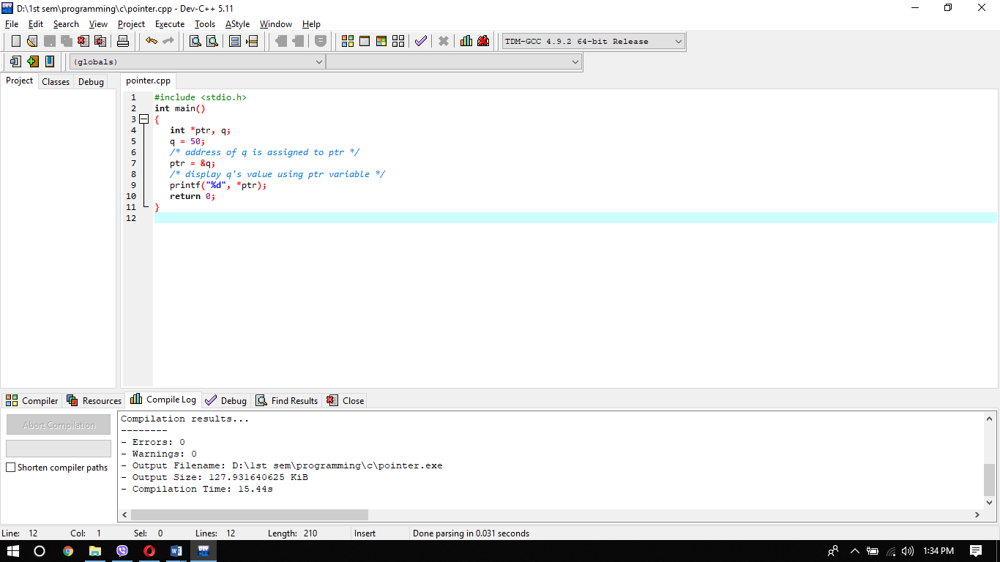 D:\1st sem\programming\c\pointer.cpp - Dev-C++ 5.11
File Edit Search View Project Execute Tools AStyle Window Help
TDM-GCC 4.9.2 64-bit Release
(globals)
Project Classes Debug
pointer.cpp
1 #include <stdio.h>
2 int main()
3 {
4 int *ptr, q;
5 q = 50;
6 /* address of q is assigned to ptr */
7 ptr = &q;
8 /* display q's value using ptr variable */
9 printf("%d", *ptr);
10 return 0;
11 }
12
Compiler Resources Compile Log Debug Find Results Close
Abort Compilation
Shorten compiler paths
Compilation results...
--------
- Errors: 0
- Warnings: 0
- Output Filename: D:\1st sem\programming\c\pointer.exe
- Output Size: 127.931640625 KiB
- Compilation Time: 15.44s
Line: 12 Col: 1 Sel: 0 Lines: 12 Length: 210 Insert Done parsing in 0.031 seconds
1:34 PM